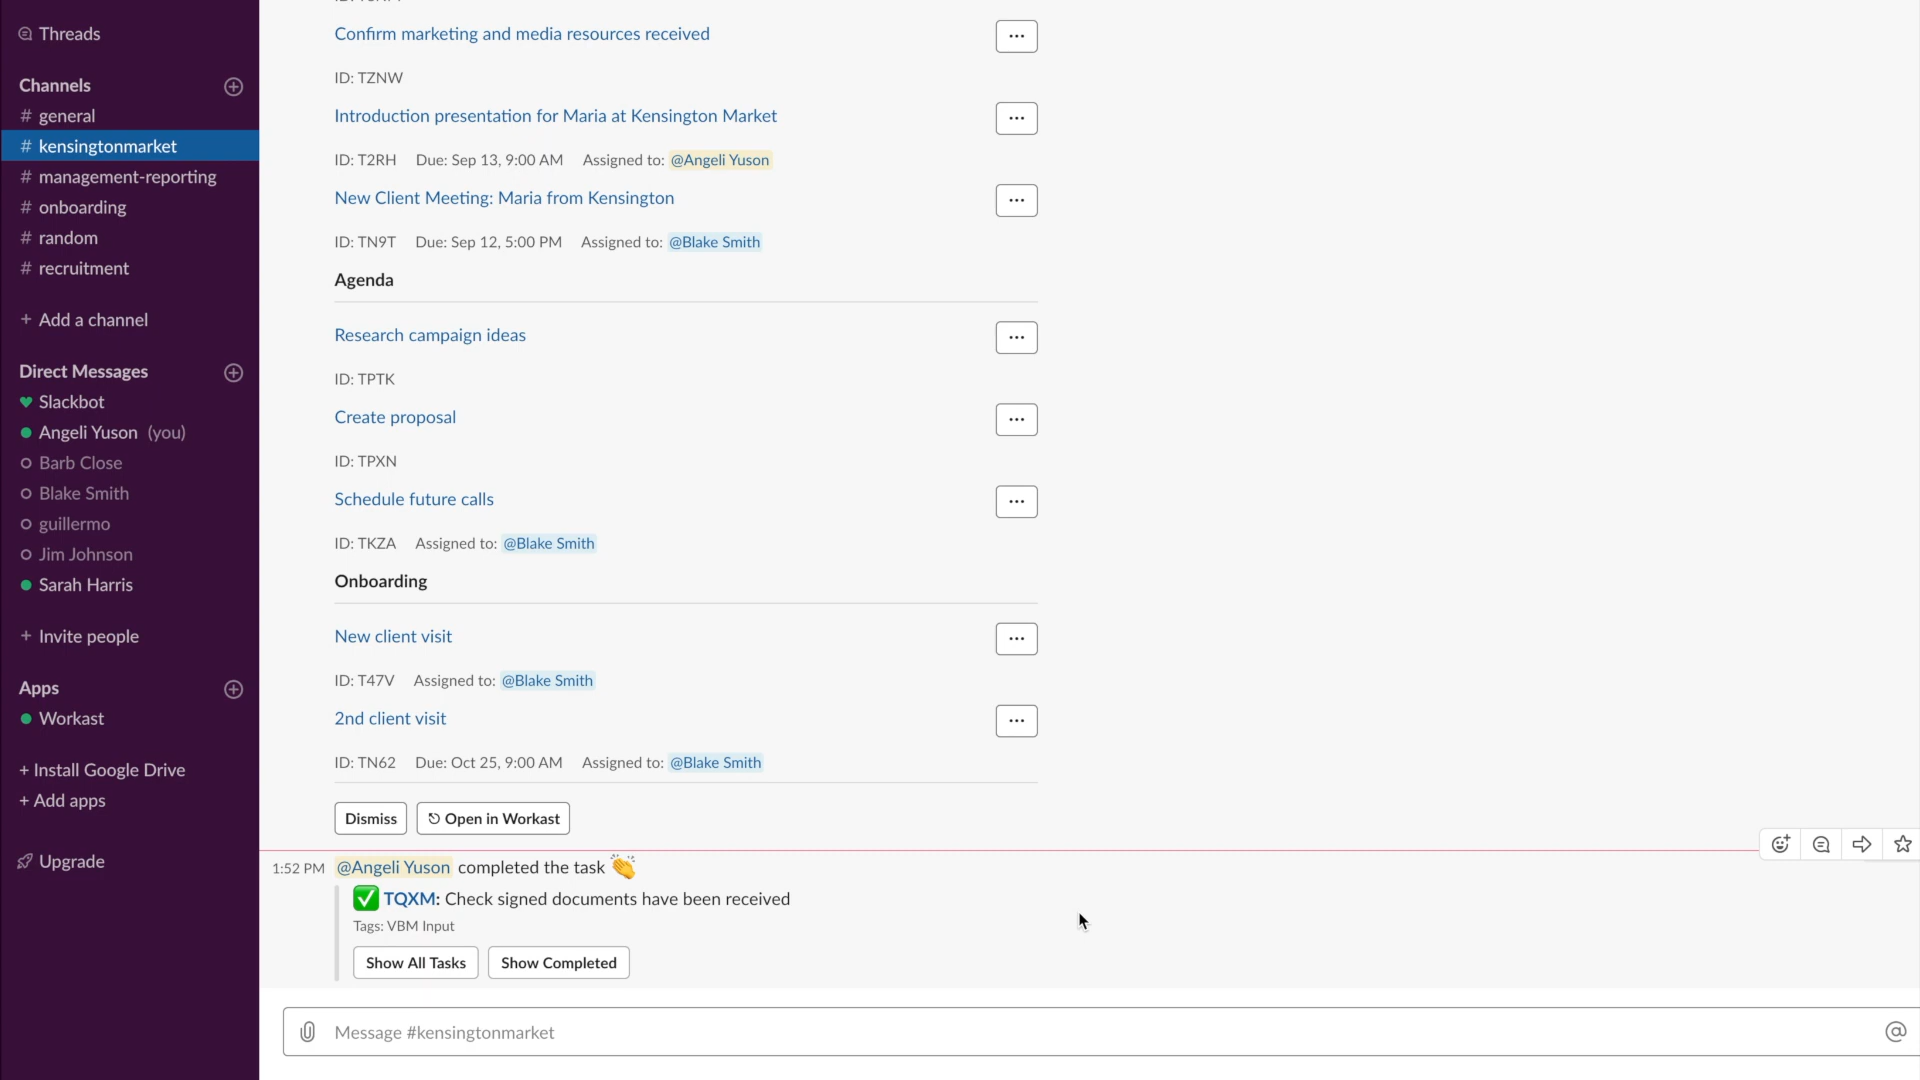 Threads
Channels
# general
# kensingtonmarket
# management-reporting
# onboarding
# random
# recruitment
+ Add a channel
Direct Messages
Slackbot
Angeli Yuson (you)
Barb Close
Blake Smith
guillermo
Jim Johnson
Sarah Harris
+ Invite people
Apps
Workast
+ Install Google Drive
+ Add apps
Upgrade
Confirm marketing and media resources received
ID: TZNW
Introduction presentation for Maria at Kensington Market
ID: T2RH Due: Sep 13, 9:00 AM Assigned to: @Angeli Yuson
New Client Meeting: Maria from Kensington
ID: TN9T Due: Sep 12, 5:00 PM Assigned to: @Blake Smith
Agenda
Research campaign ideas
ID: TPTK
Create proposal
ID: TPXN
Schedule future calls
ID: TKZA Assigned to: @Blake Smith
Onboarding
New client visit
ID: T47V Assigned to: @Blake Smith
2nd client visit
ID: TN62 Due: Oct 25, 9:00 AM Assigned to: @Blake Smith
Dismiss Open in Workast
1:52 PM @Angeli Yuson completed the task 👏
✅ TQXM: Check signed documents have been received
Tags: VBM Input
Show All Tasks Show Completed
Message #kensingtonmarket